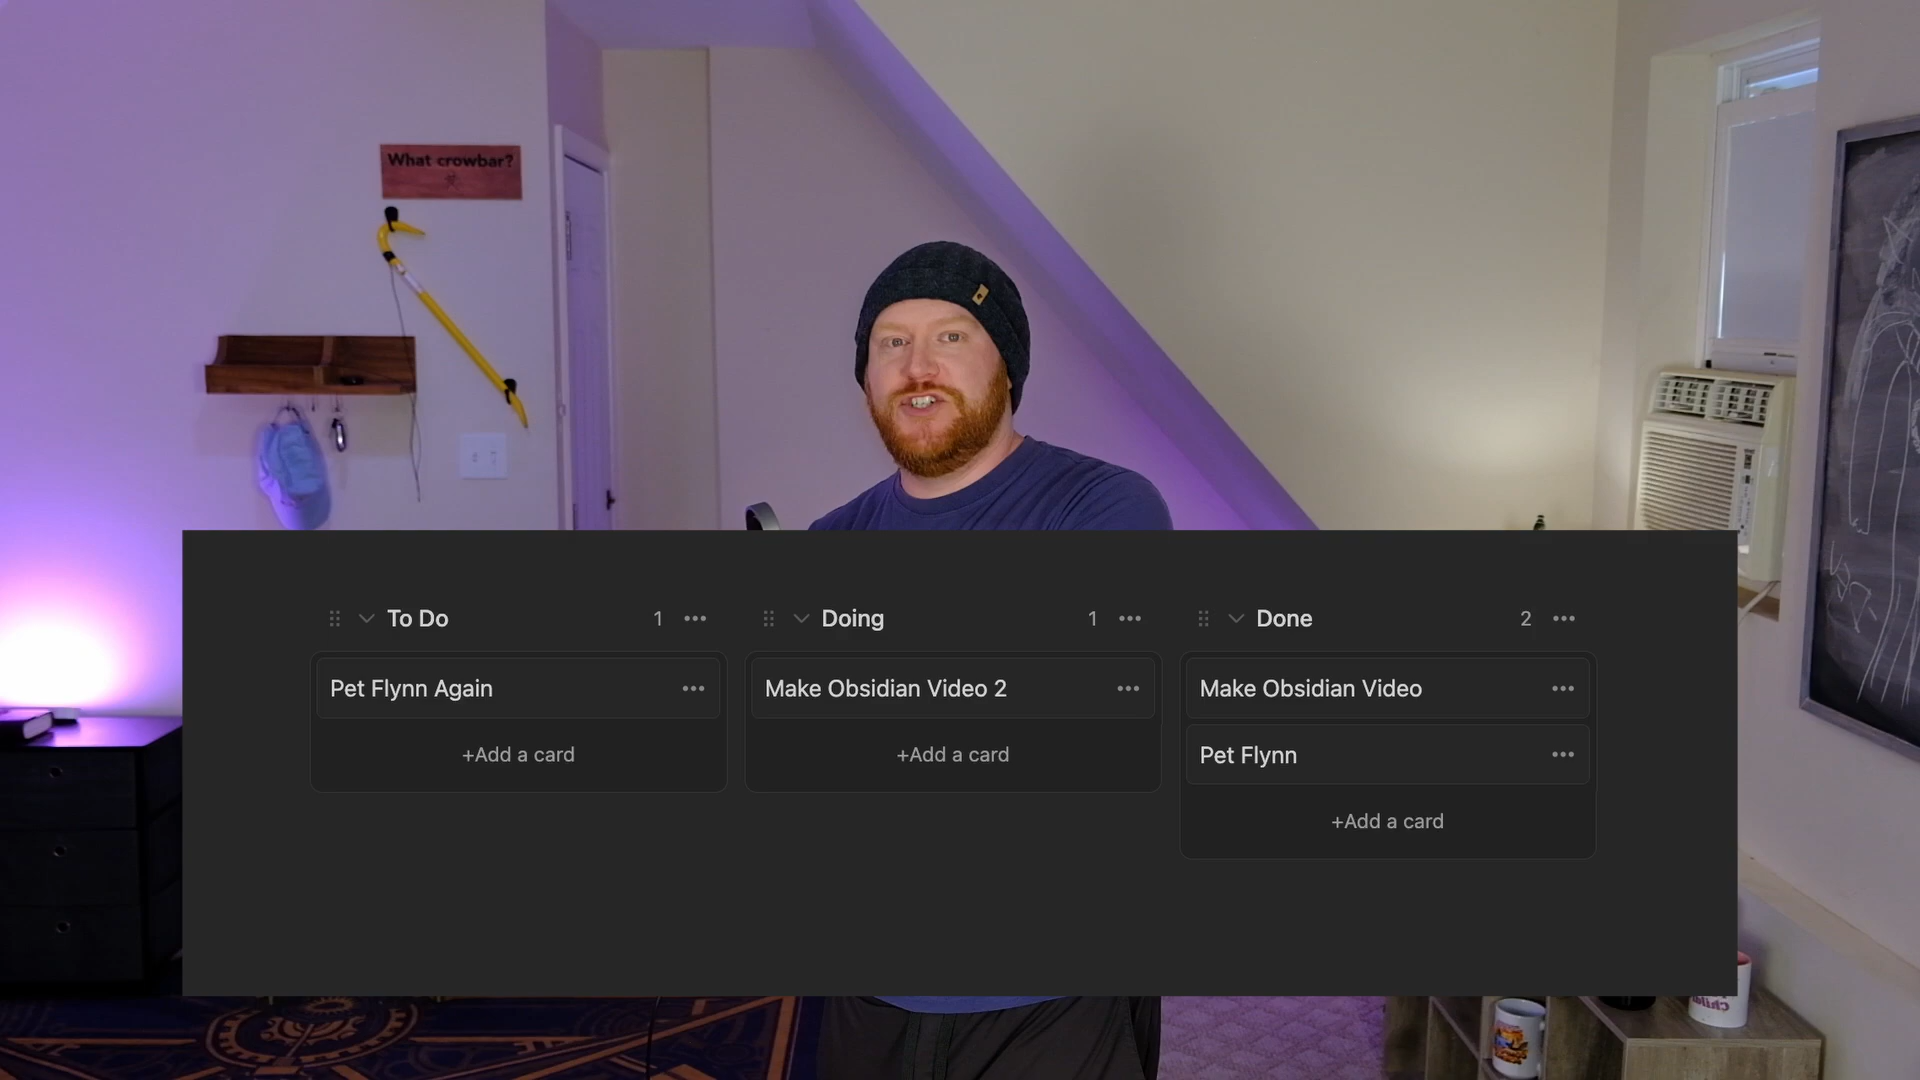 What crowbar?
To Do 1
Doing 1
Done 2
Pet Flynn Again
Make Obsidian Video 2
Make Obsidian Video
+Add a card
+Add a card
Pet Flynn
+Add a card